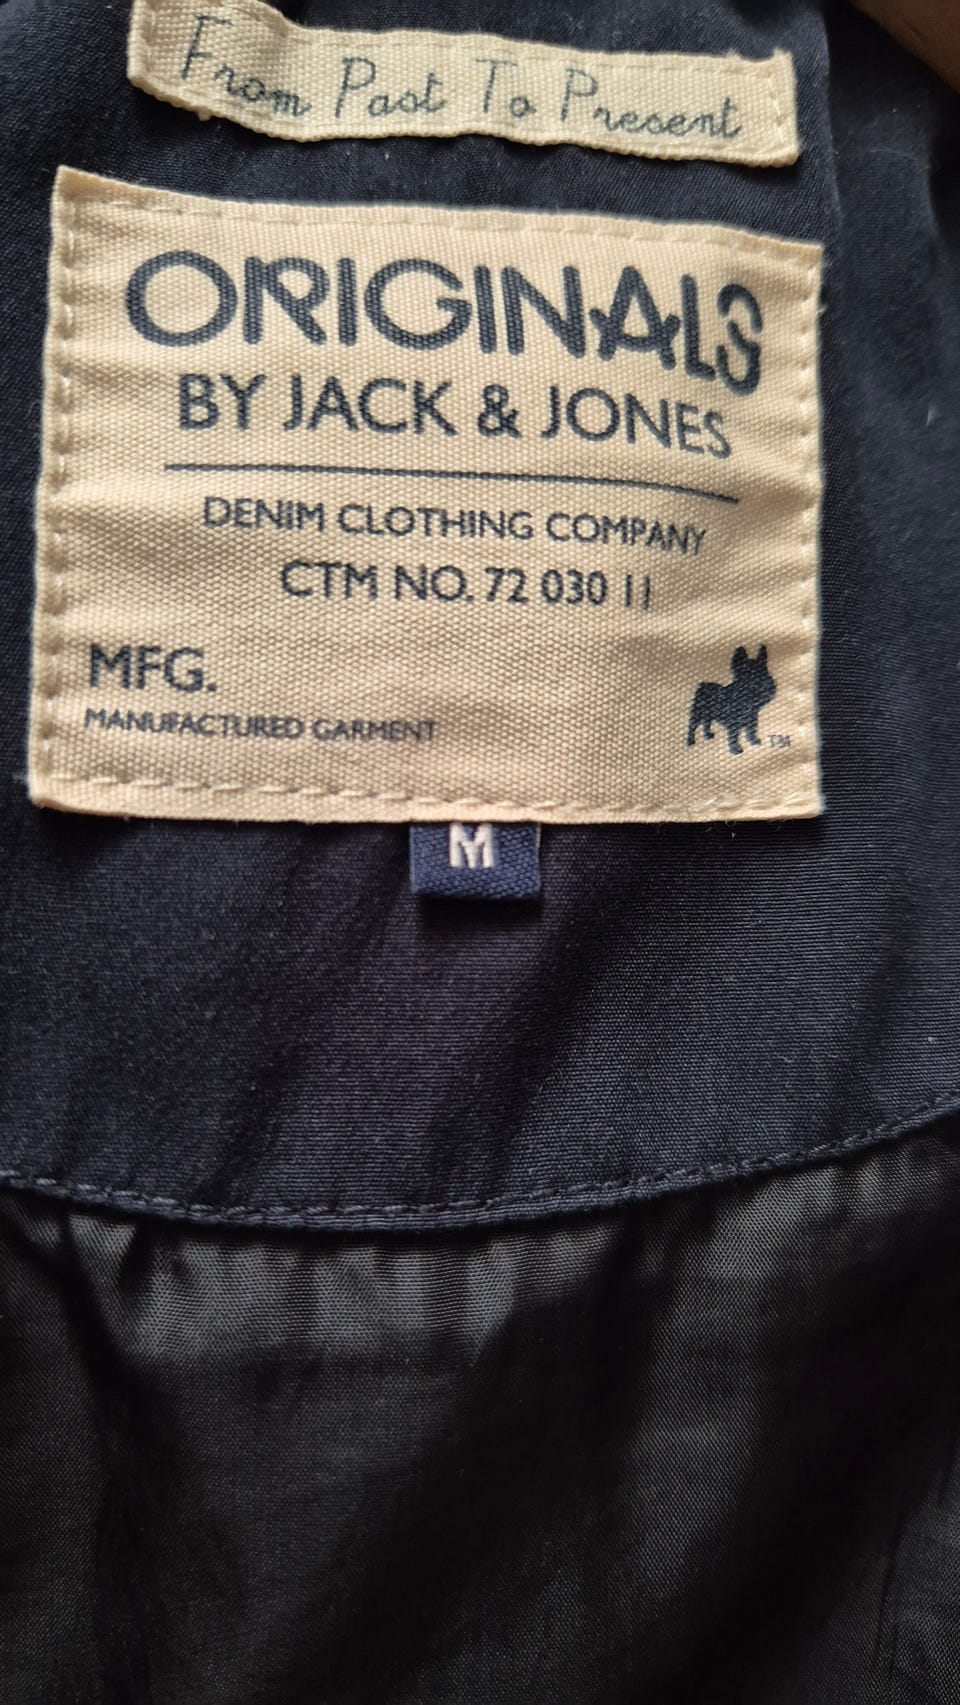 From Past To Present
ORIGINALS
BY JACK & JONES
DENIM CLOTHING COMPANY
CTM NO. 72 030 11
MFG.
MANUFACTURED GARMENT
TM
M